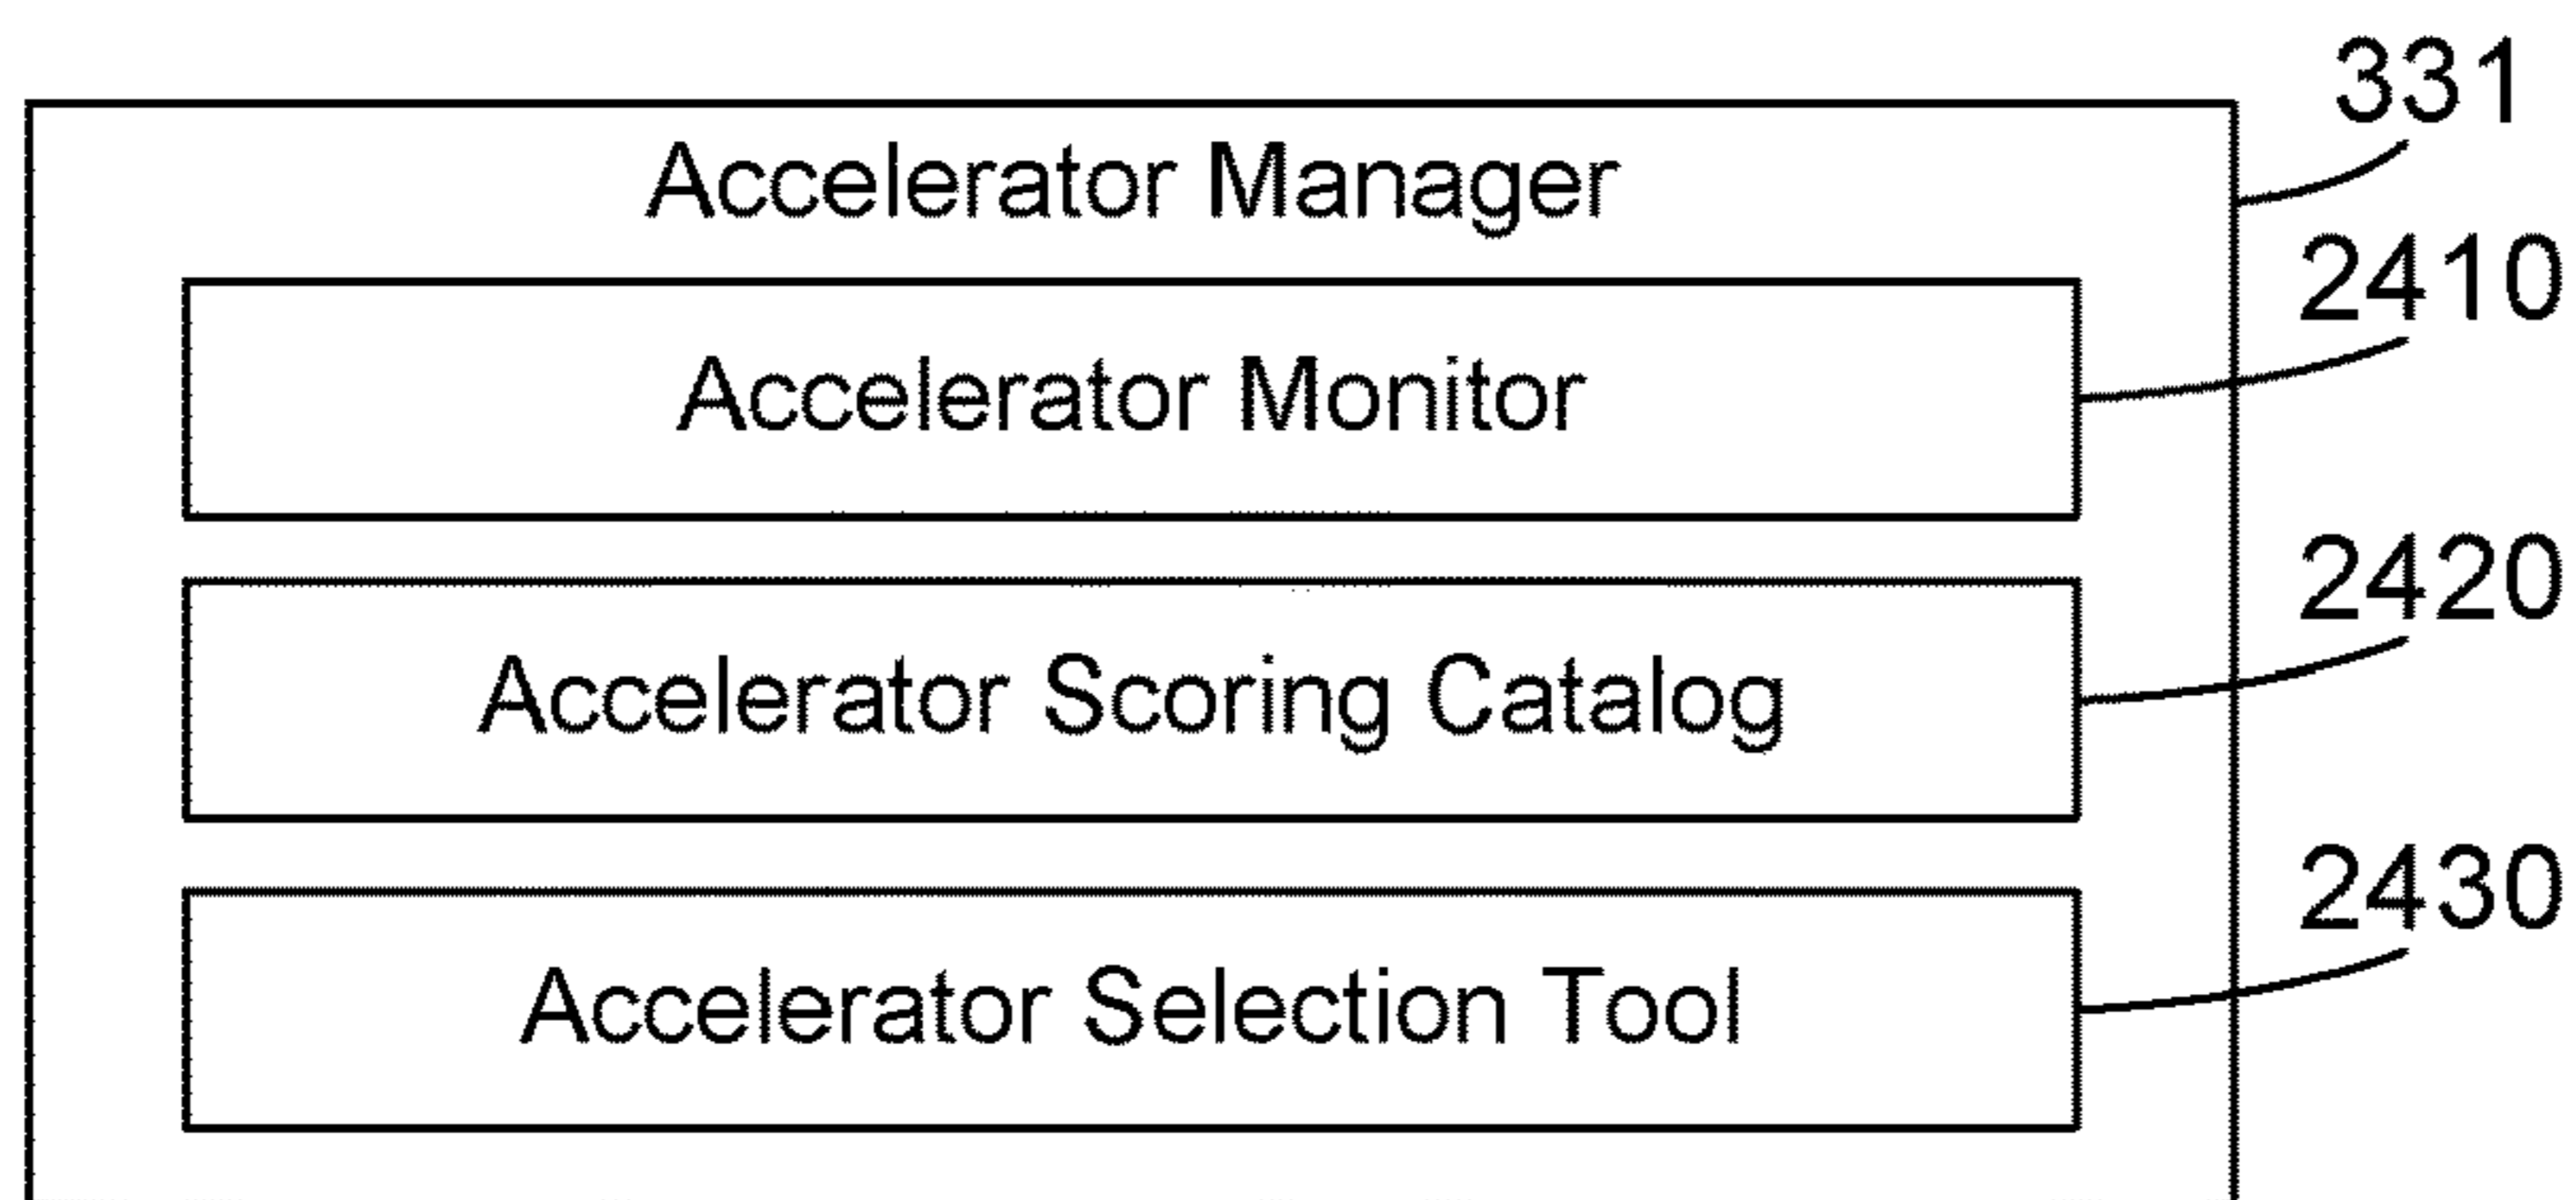 331
Accelerator Manager
2410
Accelerator Monitor
2420
Accelerator Scoring Catalog
2430
Accelerator Selection Tool